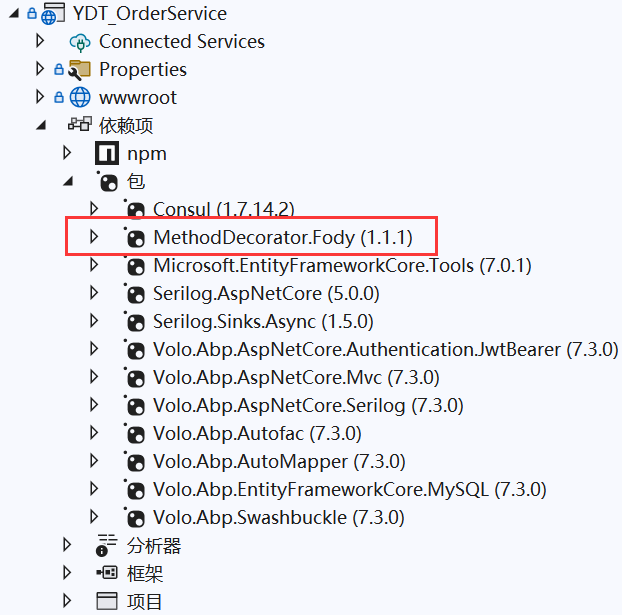 YDT_OrderService
Connected Services
Properties
wwwroot
依赖项
npm
包
Consul (1.7.14.2)
MethodDecorator.Fody (1.1.1)
Microsoft.EntityFrameworkCore.Tools (7.0.1)
Serilog.AspNetCore (5.0.0)
Serilog.Sinks.Async (1.5.0)
Volo.Abp.AspNetCore.Authentication.JwtBearer (7.3.0)
Volo.Abp.AspNetCore.Mvc (7.3.0)
Volo.Abp.AspNetCore.Serilog (7.3.0)
Volo.Abp.Autofac (7.3.0)
Volo.Abp.AutoMapper (7.3.0)
Volo.Abp.EntityFrameworkCore.MySQL (7.3.0)
Volo.Abp.Swashbuckle (7.3.0)
分析器
框架
项目